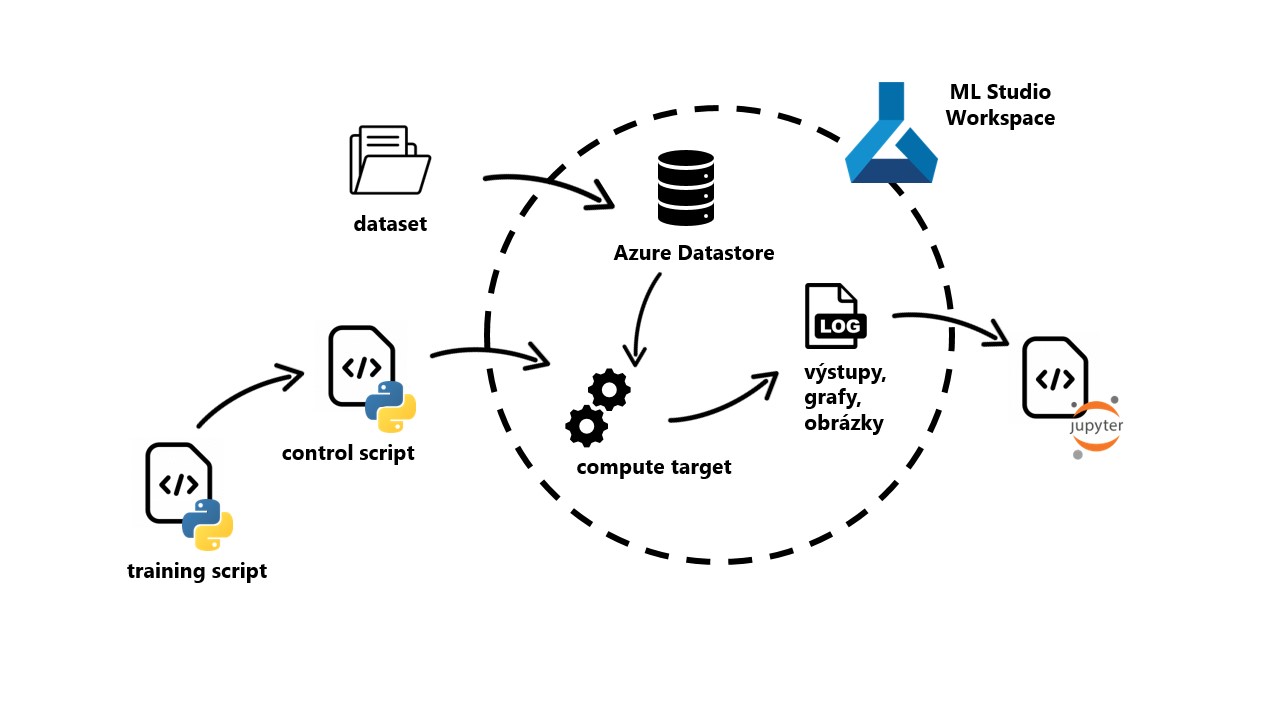 ML Studio
Workspace
dataset
Azure Datastore
LOG
výstupy,
grafy,
obrázky
</>
jupyter
</>
control script
compute target
</>
training script